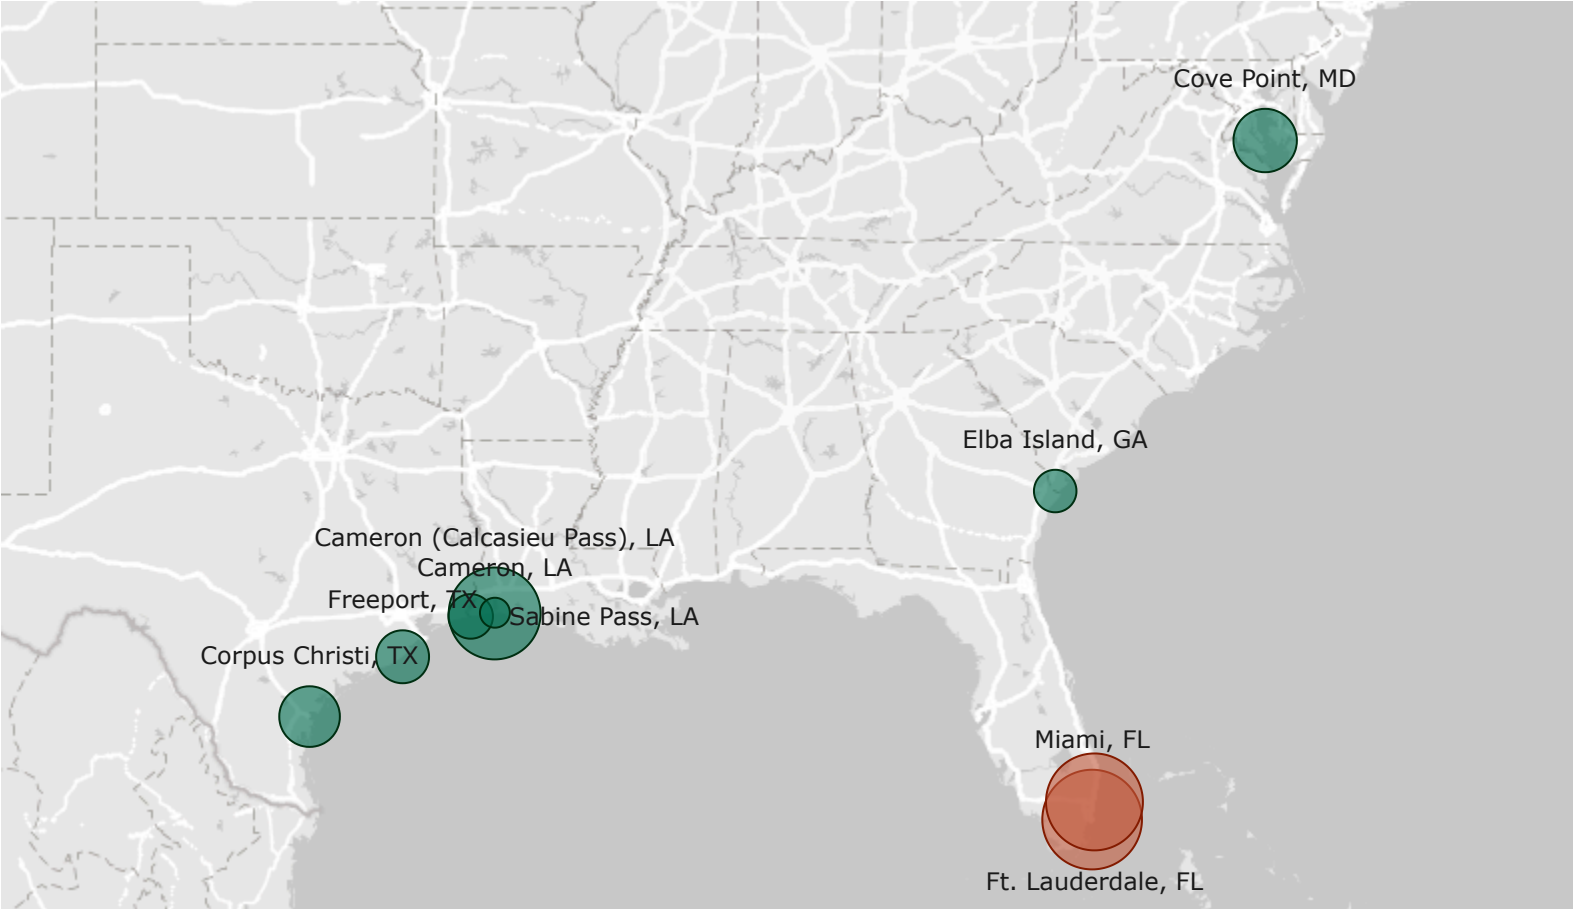 Cove Point, MD
Elba Island, GA
Cameron (Calcasieu Pass), LA
Cameron, LA
Freeport, TX
Sabine Pass, LA
Corpus Christi, TX
Miami, FL
Ft. Lauderdale, FL